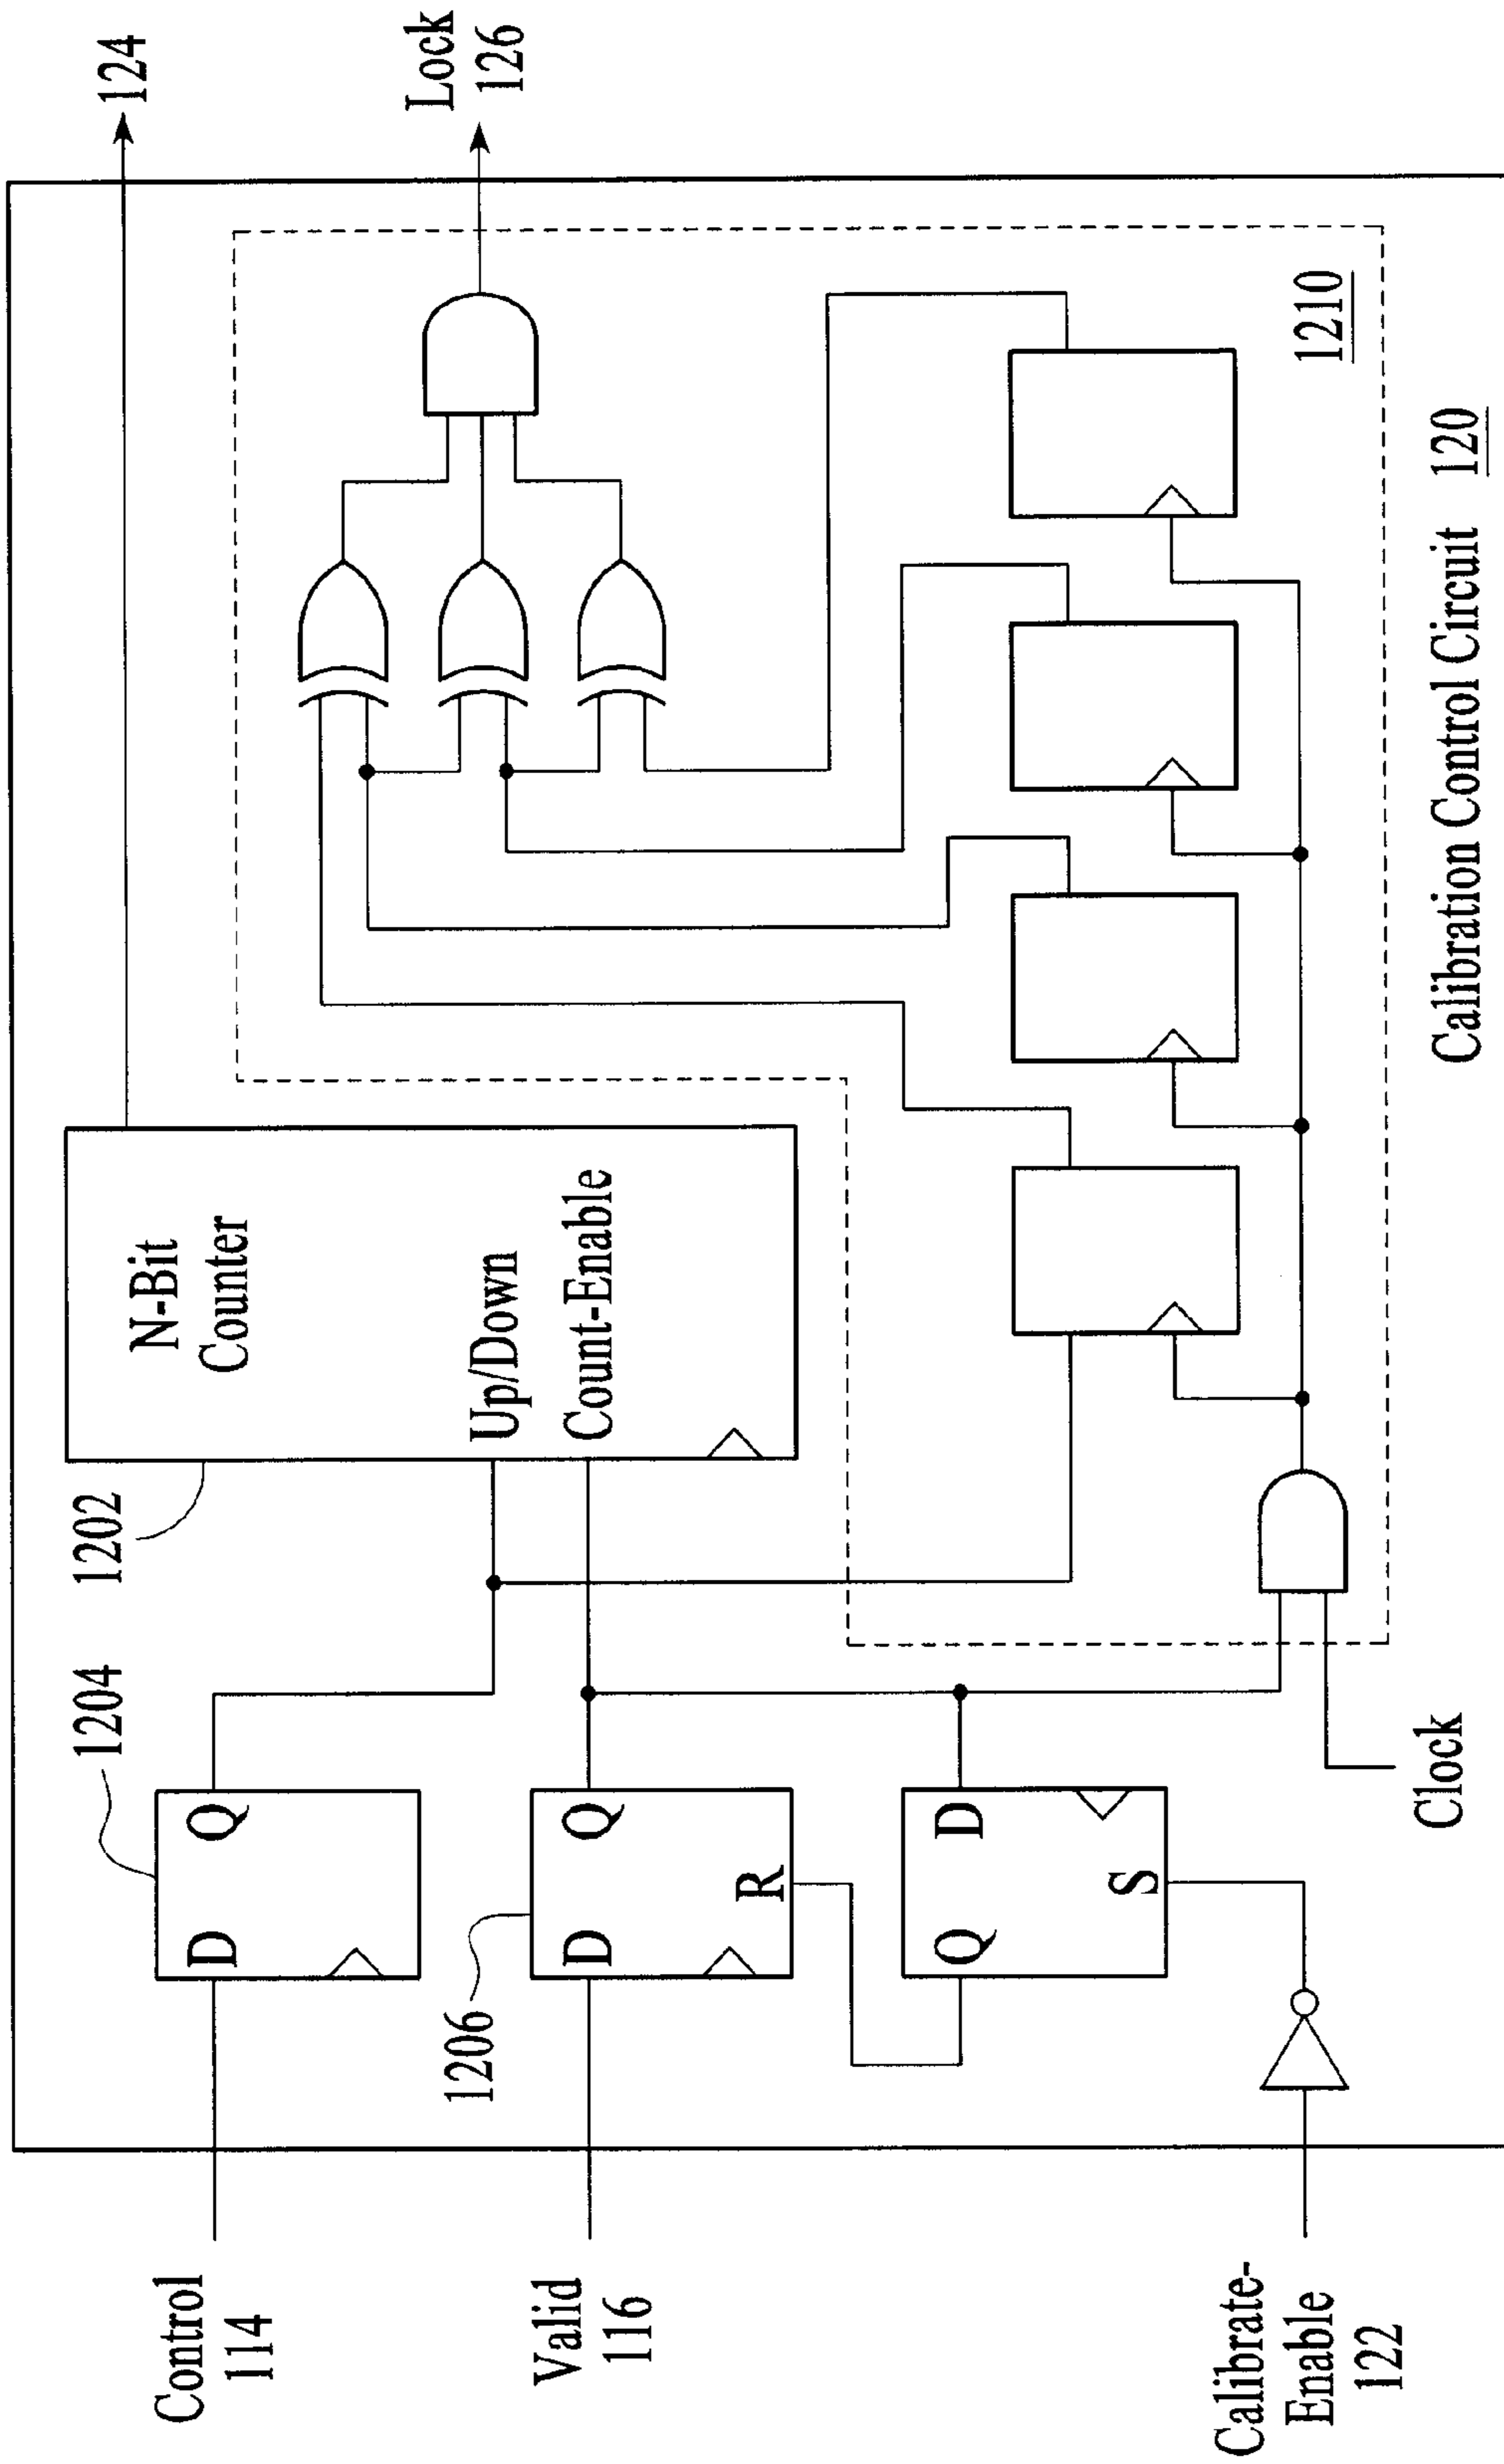 124
Lock
126
N-Bit
Counter
Up/Down
Count-Enable
1202
1204
D
Q
1206
D
Q
R
Q
D
S
Control
114
Valid
116
Calibrate-
Enable
122
Clock
1210
Calibration Control Circuit 120